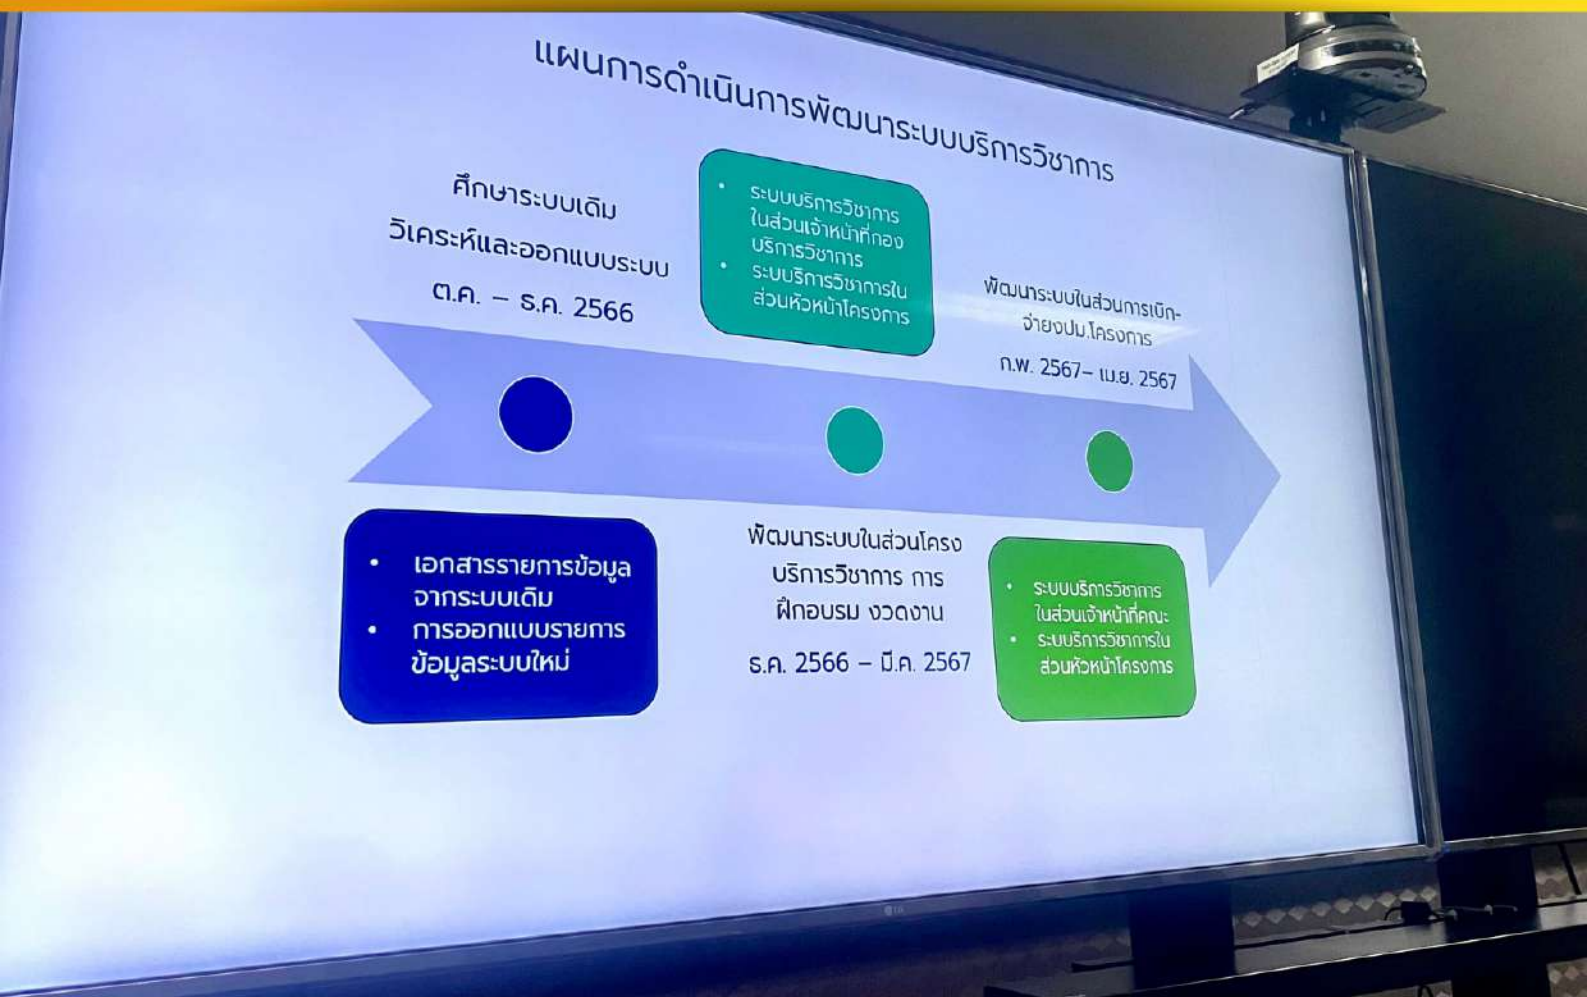 แผนการดำเนินการพัฒนาระบบบริการวิชาการ
ศึกษาระบบเดิม
วิเคระห์และออกแบบระบบ
ต.ค. – ธ.ค. 2566
• ระบบบริการวิชาการ
ในส่วนเจ้าหน้าที่กอง
บริการวิชาการ
• ระบบริการวิชาการใน
ส่วนหัวหน้าโครงการ
พัฒนาระบบในส่วนการเบิก-
จ่ายงปม.โครงการ
ก.พ. 2567– เม.ย. 2567
• เอกสารรายการข้อมูล
จากระบบเดิม
• การออกแบบรายการ
ข้อมูลระบบใหม่
พัฒนาระบบในส่วนโครง
บริการวิชาการ การ
ฝึกอบรม งวดงาน
ธ.ค. 2566 – มี.ค. 2567
• ระบบบริการวิชาการ
ในส่วนเจ้าหน้าที่คณะ
• ระบบริการวิชาการใน
ส่วนหัวหน้าโครงการ
LG